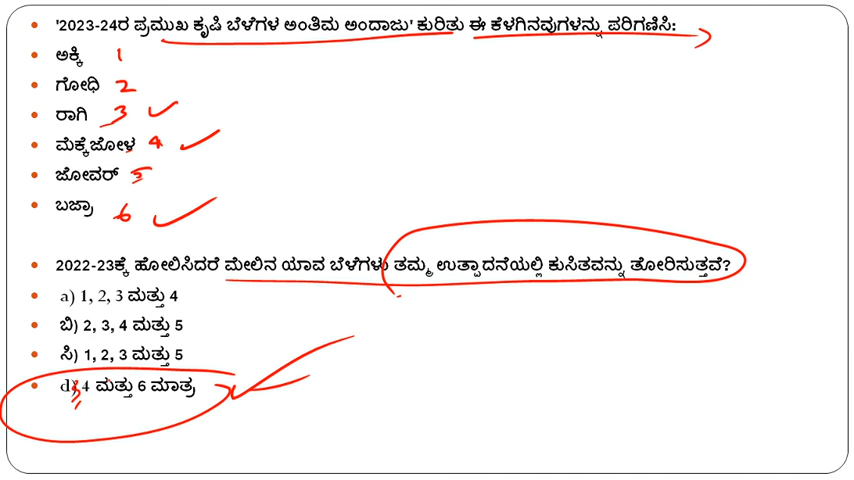 '2023-24ರ ಪ್ರಮುಖ ಕೃಷಿ ಬೆಳೆಗಳ ಅಂತಿಮ ಅಂದಾಜು' ಕುರಿತು ಈ ಕೆಳಗಿನವುಗಳನ್ನು ಪರಿಗಣಿಸಿ:
ಅಕ್ಕಿ 1
ಗೋಧಿ 2
ರಾಗಿ 3
ಮೆಕ್ಕೆಜೋಳ 4
ಜೋವರ್ 5
ಬಜ್ರಾ 6
2022-23ಕ್ಕೆ ಹೋಲಿಸಿದರೆ ಮೇಲಿನ ಯಾವ ಬೆಳೆಗಳು ತಮ್ಮ ಉತ್ಪಾದನೆಯಲ್ಲಿ ಕುಸಿತವನ್ನು ತೋರಿಸುತ್ತವೆ?
a) 1, 2, 3 ಮತ್ತು 4
ಬಿ) 2, 3, 4 ಮತ್ತು 5
ಸಿ) 1, 2, 3 ಮತ್ತು 5
d) 4 ಮತ್ತು 6 ಮಾತ್ರ